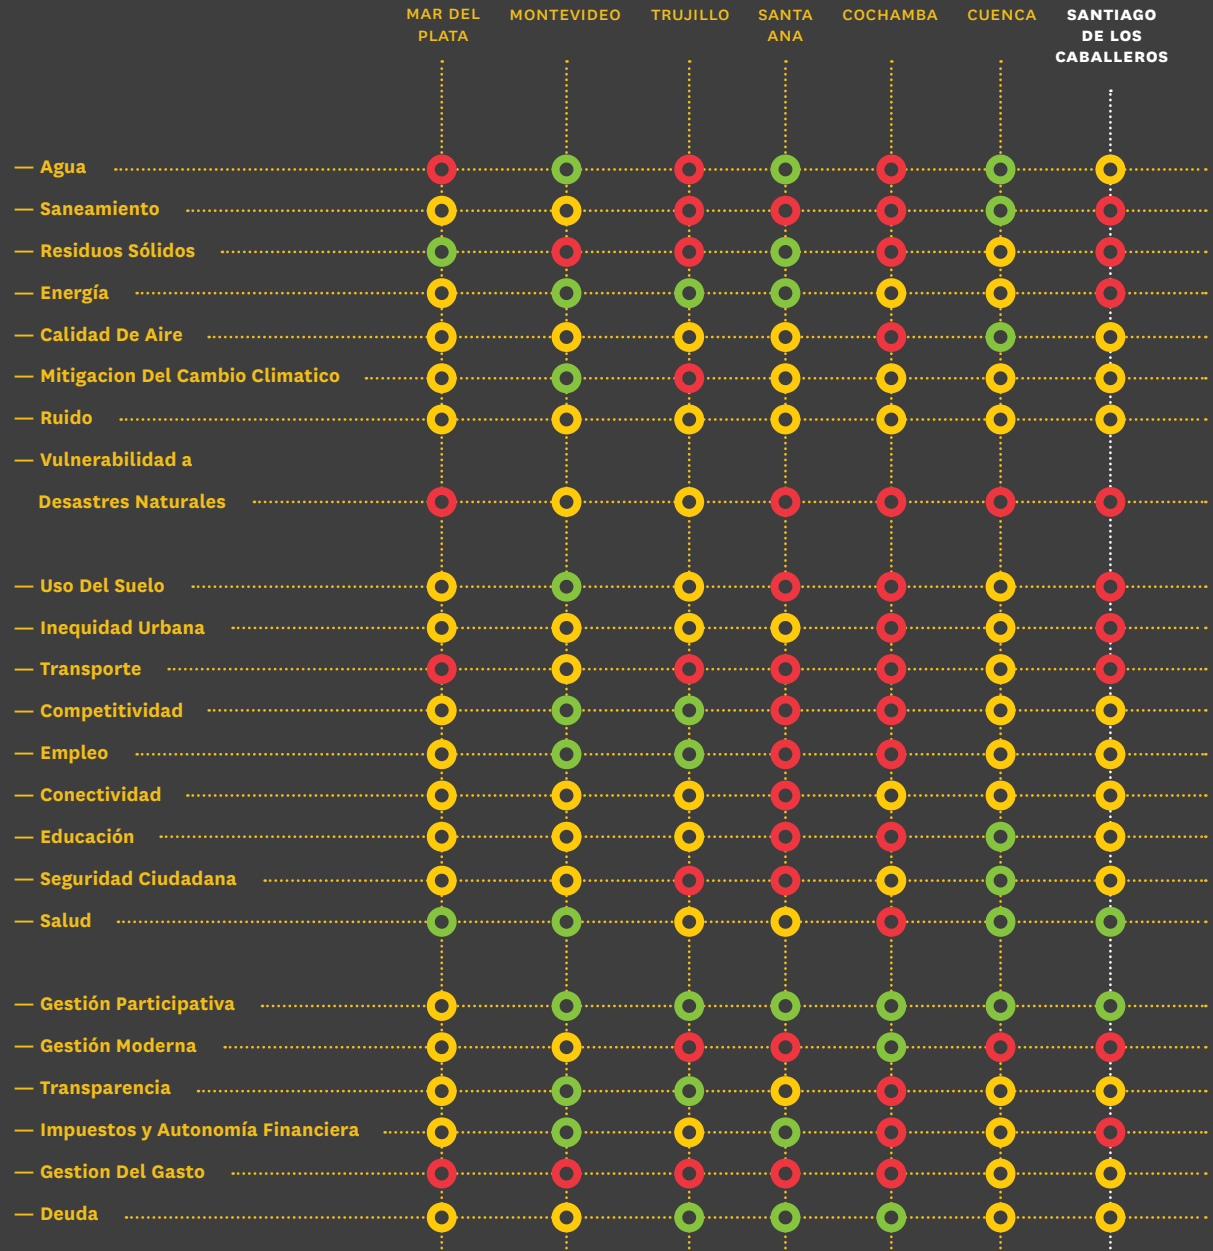 MAR DEL
PLATA
MONTEVIDEO
TRUJILLO
SANTA
ANA
COCHAMBA
CUENCA
SANTIAGO
DE LOS
CABALLEROS
— Agua
— Saneamiento
— Residuos Sólidos
— Energía
— Calidad De Aire
— Mitigacion Del Cambio Climatico
— Ruido
— Vulnerabilidad a
Desastres Naturales
— Uso Del Suelo
— Inequidad Urbana
— Transporte
— Competitividad
— Empleo
— Conectividad
— Educación
— Seguridad Ciudadana
— Salud
— Gestión Participativa
— Gestión Moderna
— Transparencia
— Impuestos y Autonomía Financiera
— Gestion Del Gasto
— Deuda